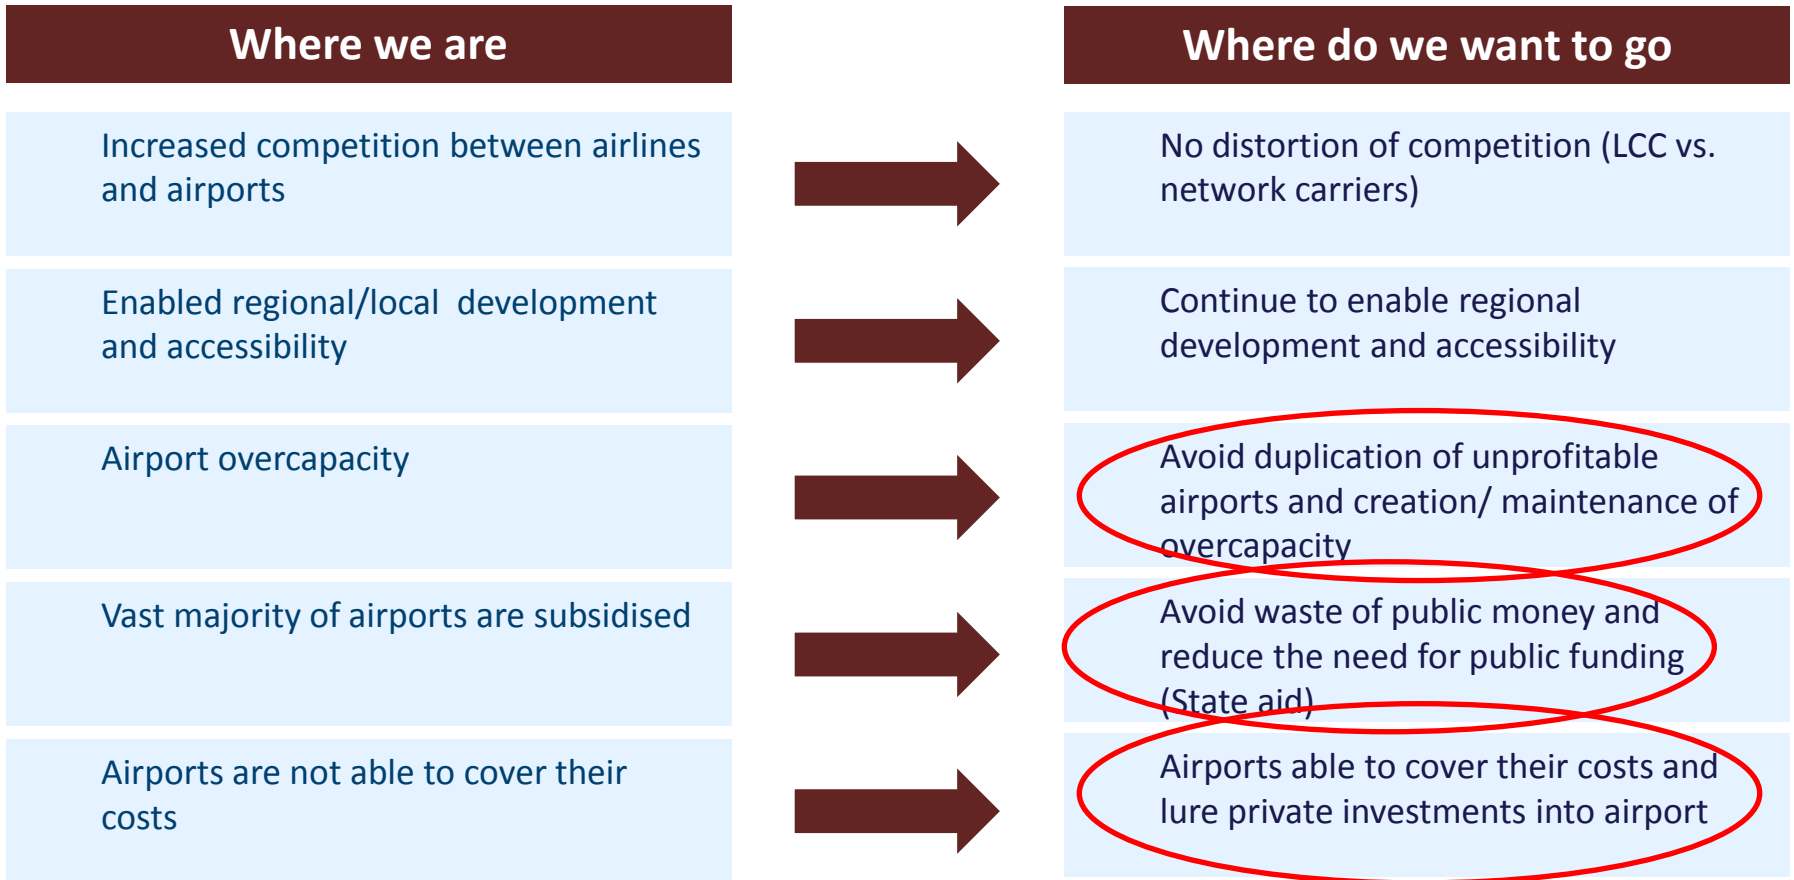 Where we are
Where do we want to go
Increased competition between airlines
and airports
No distortion of competition (LCC vs.
network carriers)
Enabled regional/local  development
and accessibility
Continue to enable regional
development and accessibility
Airport overcapacity
Avoid duplication of unprofitable
airports and creation/ maintenance of
overcapacity
Vast majority of airports are subsidised
Avoid waste of public money and
reduce the need for public funding
(State aid)
Airports are not able to cover their
costs
Airports able to cover their costs and
lure private investments into airport